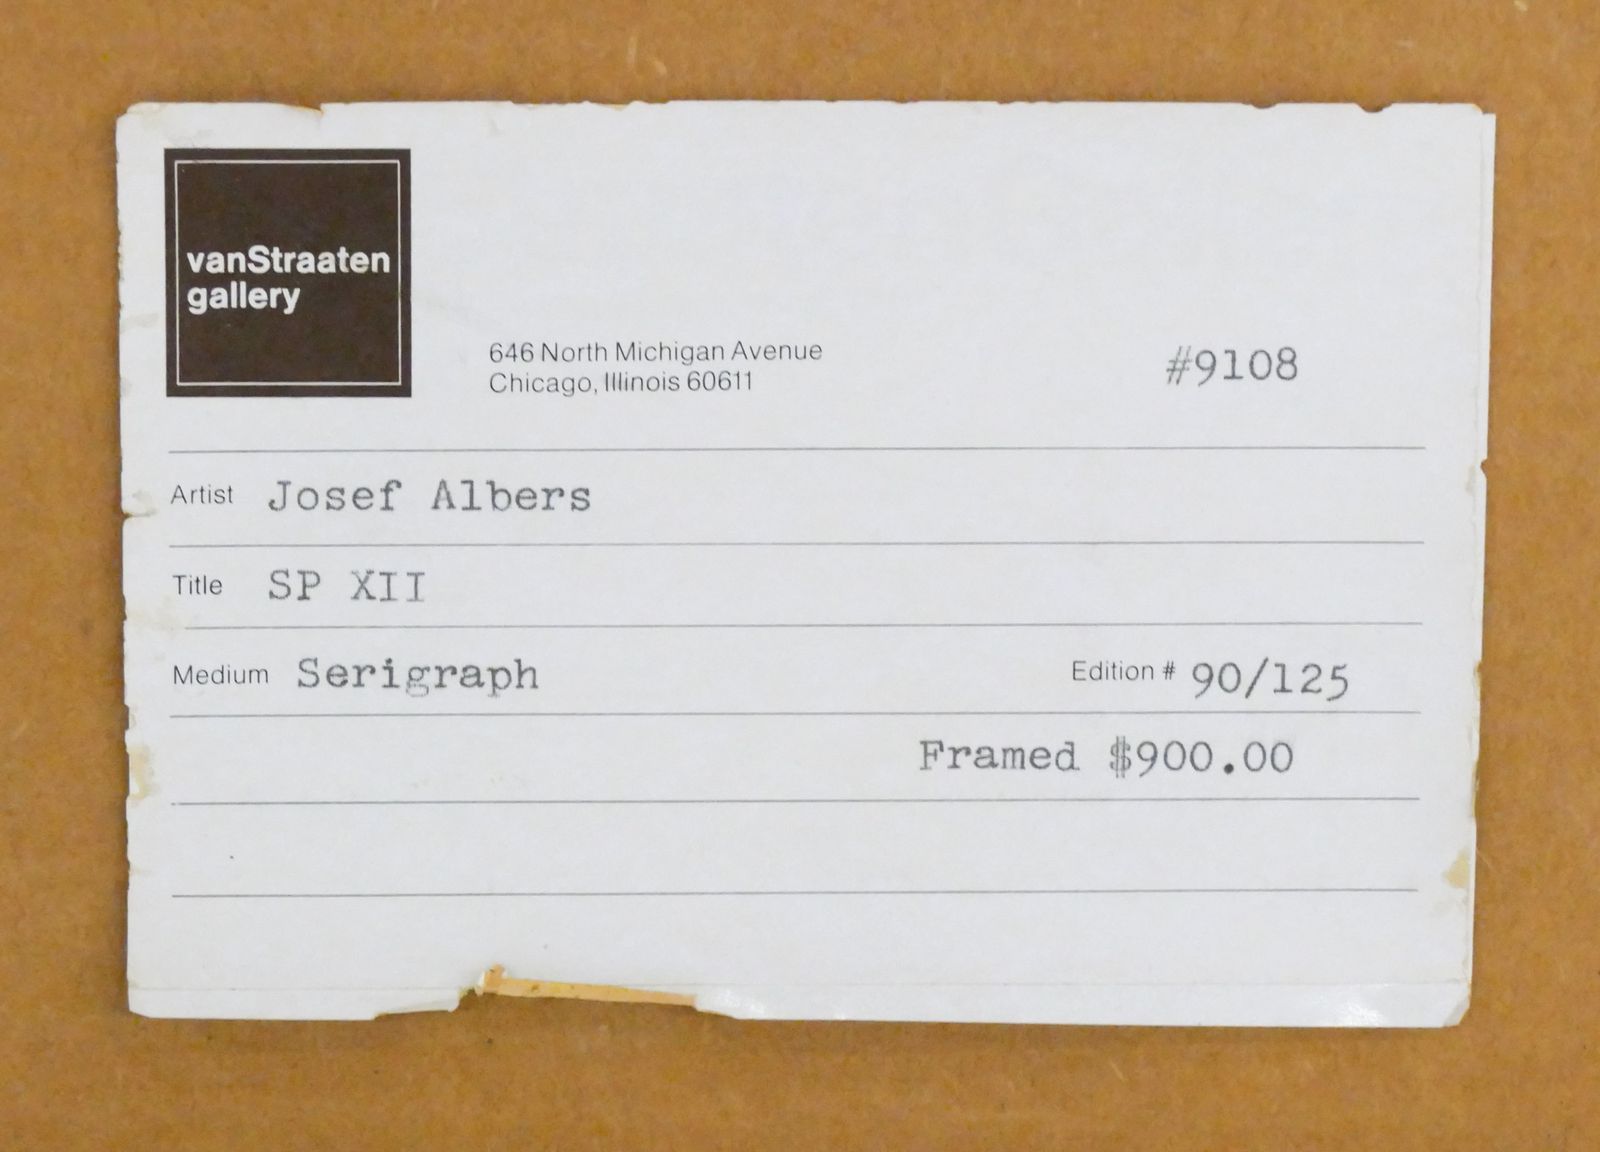 vanStraaten
gallery
646 North Michigan Avenue
Chicago, Illinois 60611
#9108
Artist Josef Albers
Title SP XII
Medium Serigraph Edition # 90/125
Framed $900.00